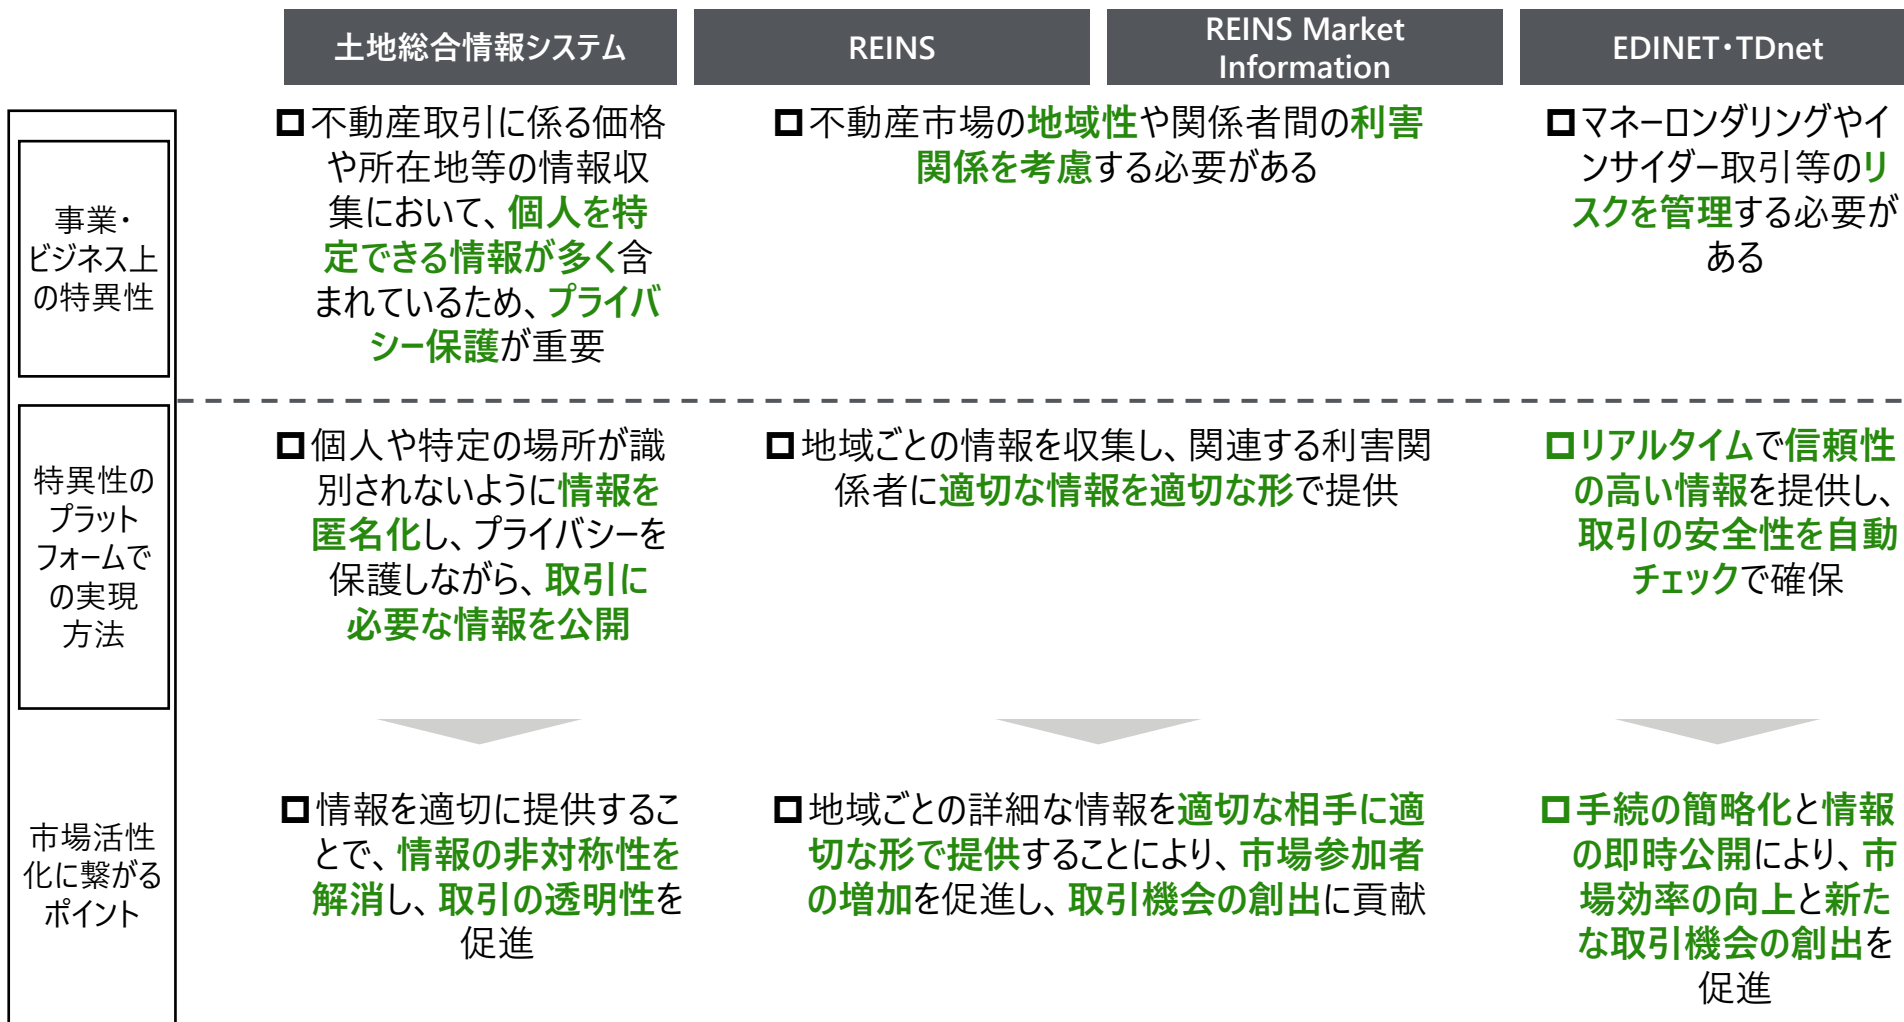 土地総合情報システム
REINS
REINS Market
Information
EDINET・TDnet
事業・
ビジネス上
の特異性
不動産取引に係る価格
や所在地等の情報収
集において、個人を特
定できる情報が多く含
まれているため、プライバ
シー保護が重要
不動産市場の地域性や関係者間の利害
関係を考慮する必要がある
マネーロンダリングやイ
ンサイダー取引等のリ
スクを管理する必要が
ある
特異性の
プラット
フォームで
の実現
方法
個人や特定の場所が識
別されないように情報を
匿名化し、プライバシーを
保護しながら、取引に
必要な情報を公開
地域ごとの情報を収集し、関連する利害関
係者に適切な情報を適切な形で提供
リアルタイムで信頼性
の高い情報を提供し、
取引の安全性を自動
チェックで確保
市場活性
化に繋がる
ポイント
情報を適切に提供するこ
とで、情報の非対称性を
解消し、取引の透明性を
促進
地域ごとの詳細な情報を適切な相手に適
切な形で提供することにより、市場参加者
の増加を促進し、取引機会の創出に貢献
手続の簡略化と情報
の即時公開により、市
場効率の向上と新た
な取引機会の創出を
促進